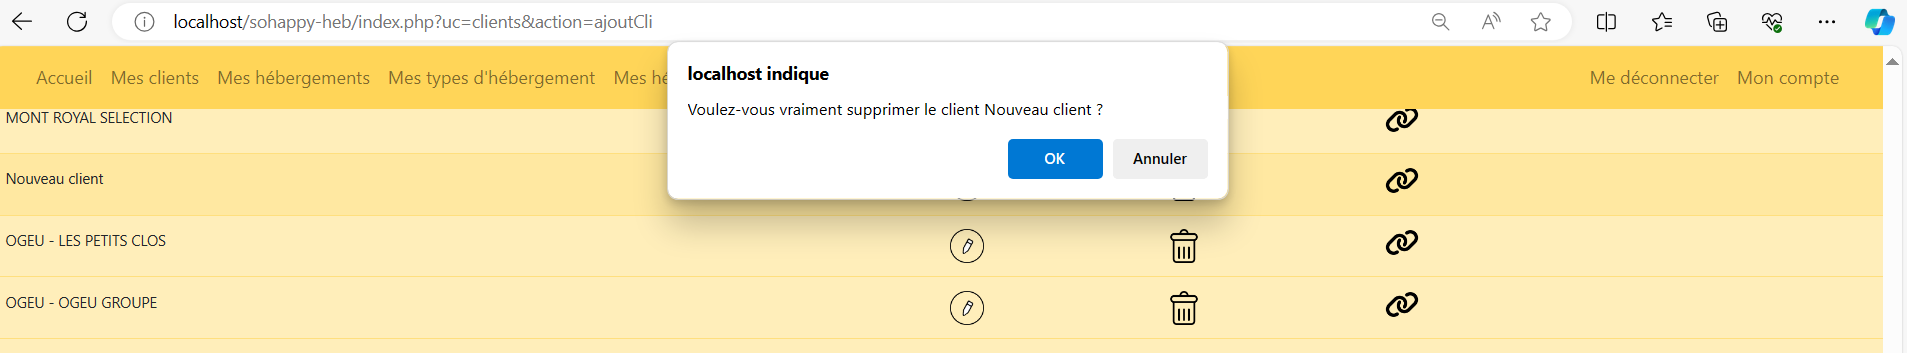 localhost/sohappy-heb/index.php?uc=clients&action=ajoutCli
Accueil Mes clients Mes hébergements Mes types d'hébergement Mes hé
Me déconnecter Mon compte
localhost indique
Voulez-vous vraiment supprimer le client Nouveau client ?
OK Annuler
MONT ROYAL SELECTION
Nouveau client
OGEU - LES PETITS CLOS
OGEU - OGEU GROUPE